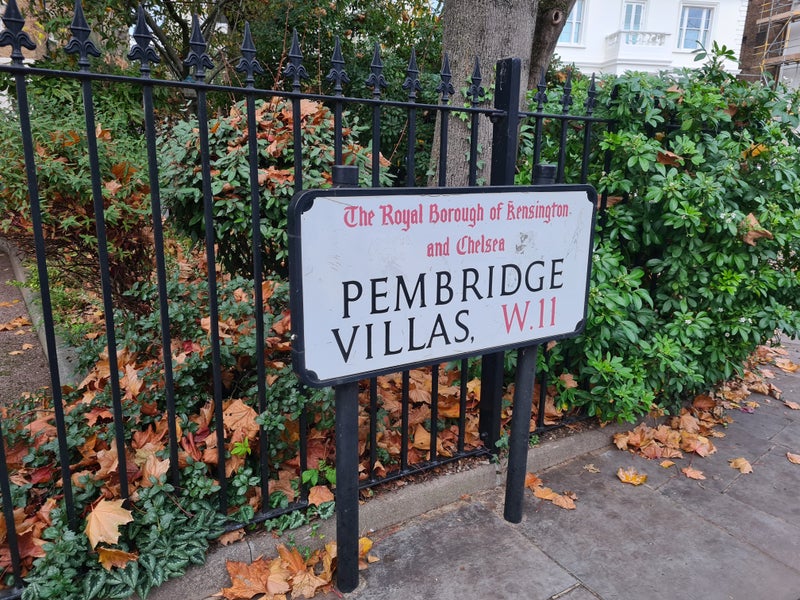 The Royal Borough of Kensington
and Chelsea
PEMBRIDGE
VILLAS, W.11